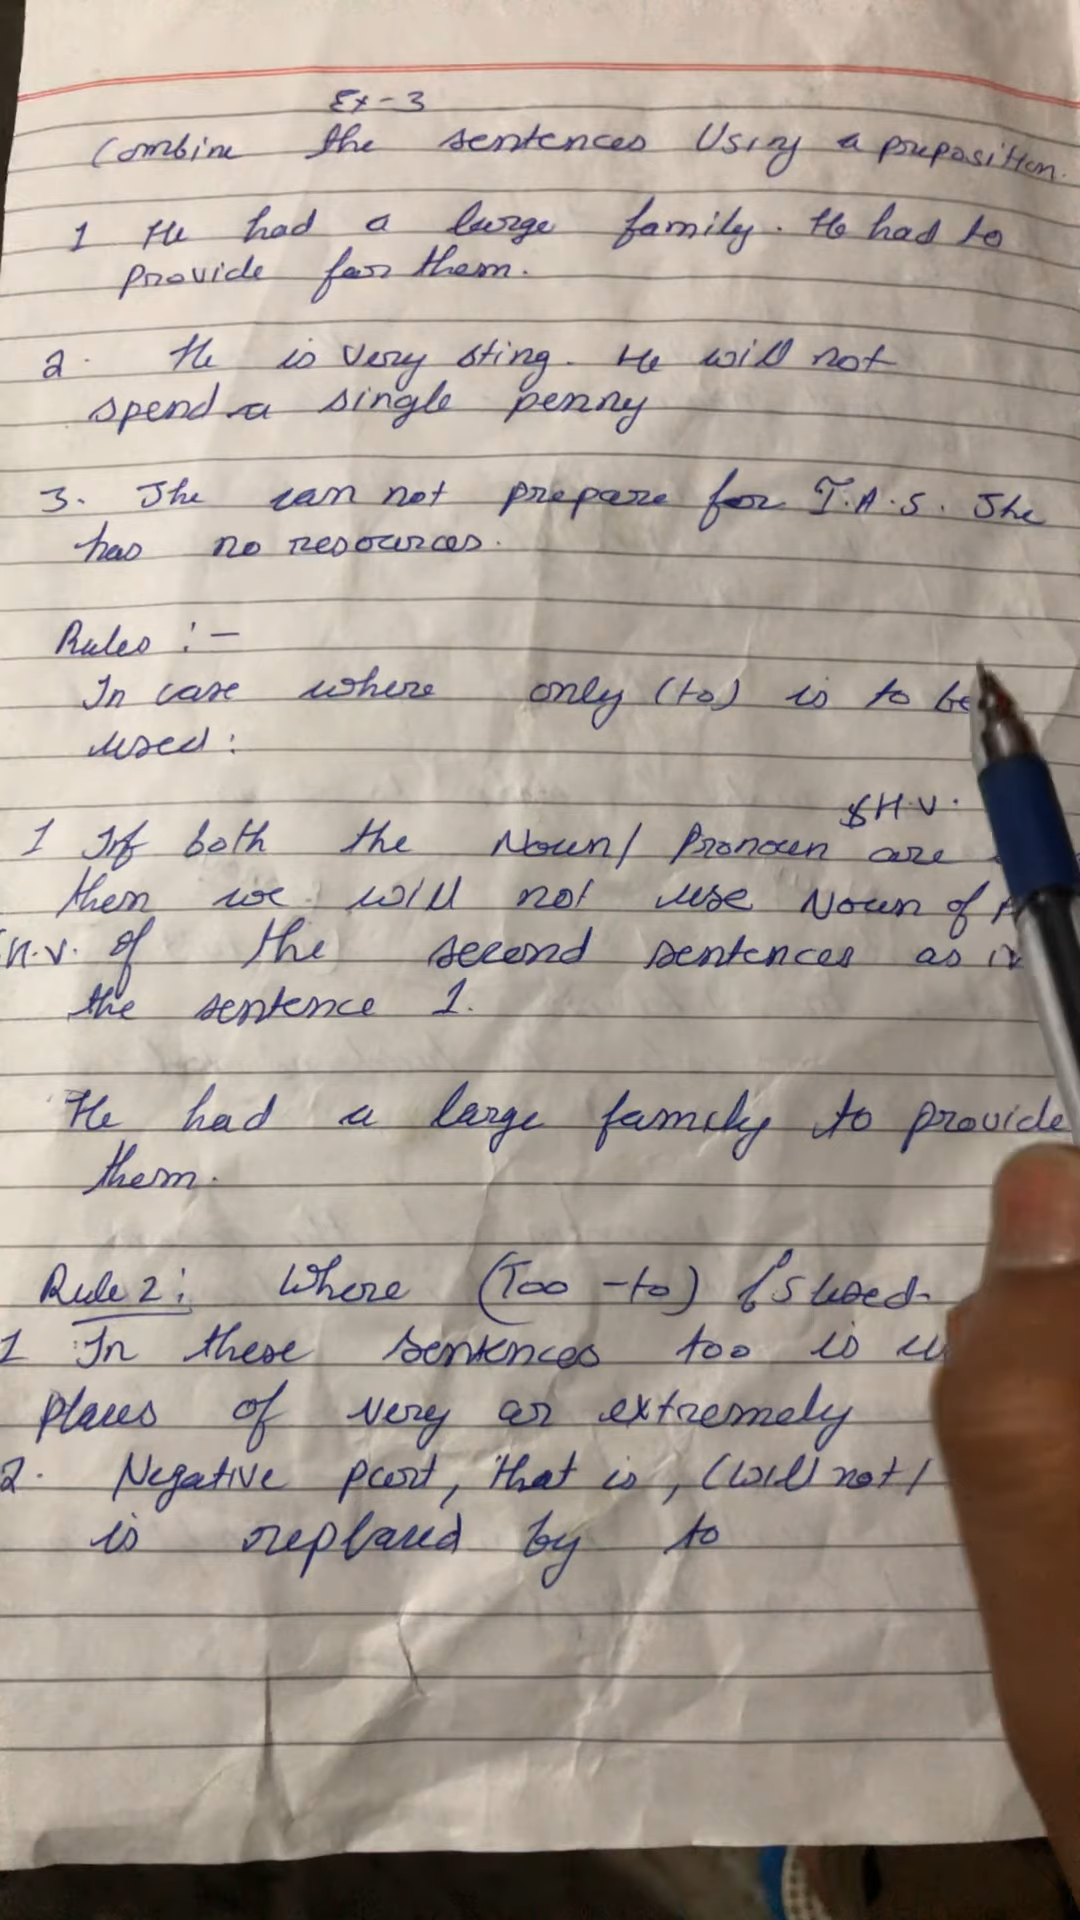 Ex-3
Combine the sentences Using a preposition.
1 He had a large family. He had to
provide for them.
2. He is very sting. He will not
spend a single penny
3. She can not prepare for I.A.S. She
has no resources.
Rules :-
In case where only (to) is to be
used:
$H.V.
1 If both the Noun/ Pronoun are
then we will not use Noun of
H.V. of the second sentences as in
the sentence 1.
He had a large family to provide
them.
Rule 2: Where (Too -to) is used-
1 In these sentences too is
places of very or extremely
2. Negative part, that is, (will not/
is replaced by to